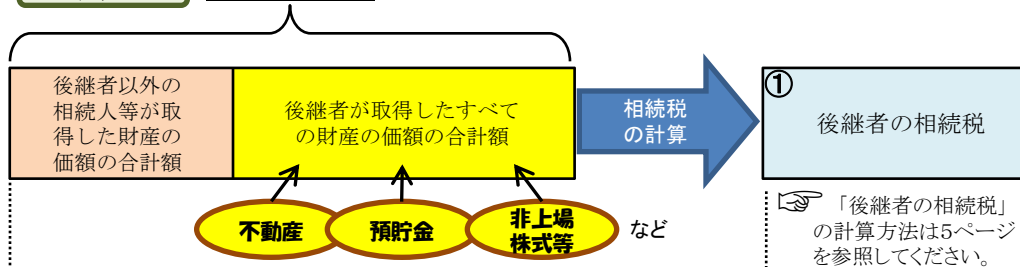 後継者以外の
相続人等が取
得した財産の
価額の合計額
後継者が取得したすべて
の財産の価額の合計額
相続税
の計算
①
後継者の相続税
不動産
預貯金
非上場
株式等
など
☞ 「後継者の相続税」
の計算方法は5ページ
を参照してください。